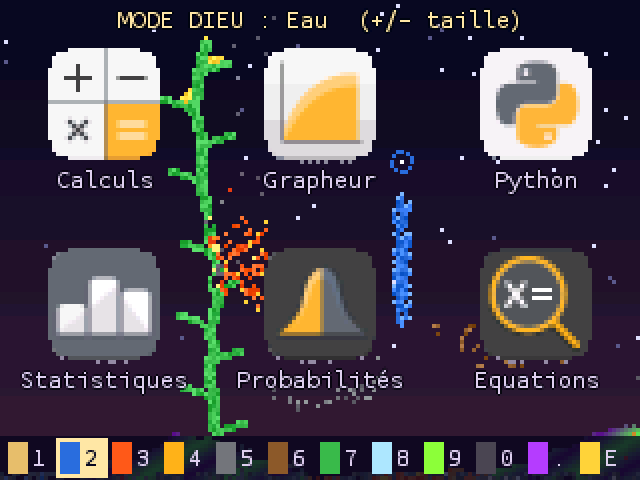 MODE DIEU : Eau (+/- taille)
Calculs Grapheur Python
x=
Statistiques Probabilités Equations
1 2 3 4 5 6 7 8 9 0 . E